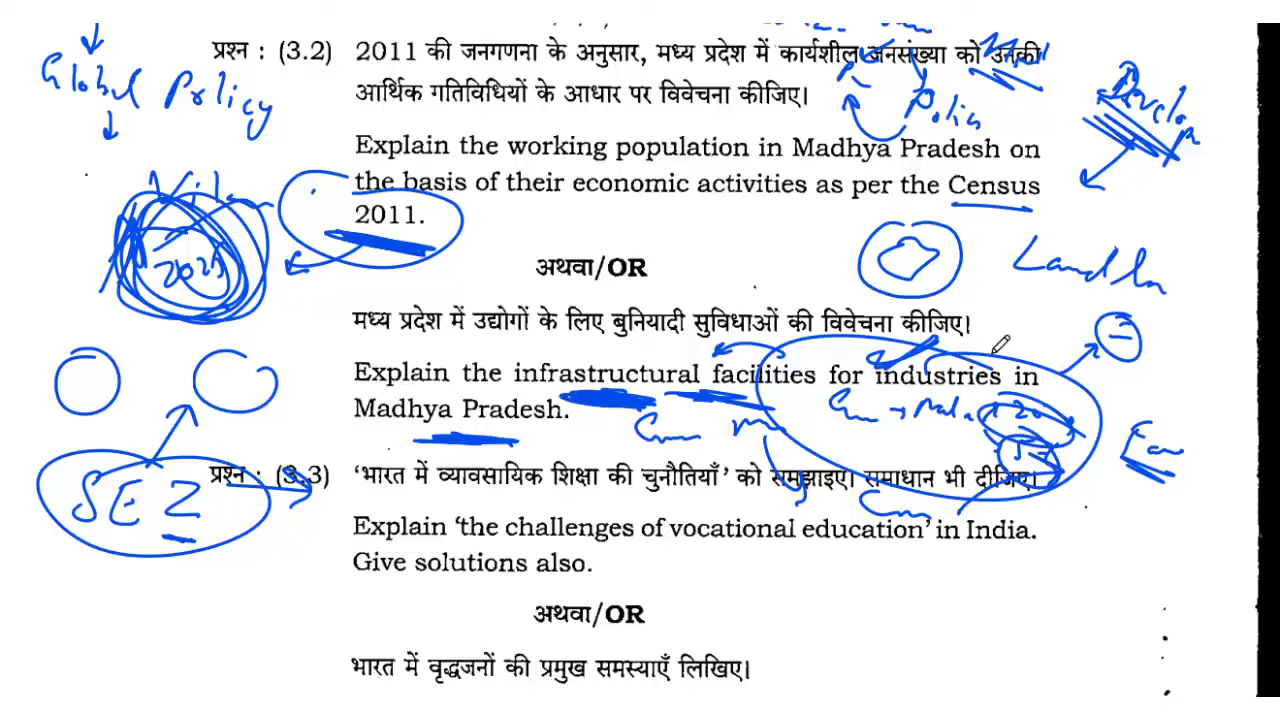 प्रश्न : (3.2) 2011 की जनगणना के अनुसार, मध्य प्रदेश में कार्यशील जनसंख्या को उनकी
आर्थिक गतिविधियों के आधार पर विवेचना कीजिए।
Global Policy
Polic
Develop
Explain the working population in Madhya Pradesh on
the basis of their economic activities as per the Census
2011.
2025
अथवा/OR
मध्य प्रदेश में उद्योगों के लिए बुनियादी सुविधाओं की विवेचना कीजिए।
Explain the infrastructural facilities for industries in
Madhya Pradesh.
SEZ
प्रश्न : (3.3) 'भारत में व्यावसायिक शिक्षा की चुनौतियाँ' को समझाइए। समाधान भी दीजिए।
Explain 'the challenges of vocational education' in India.
Give solutions also.
अथवा/OR
भारत में वृद्धजनों की प्रमुख समस्याएँ लिखिए।